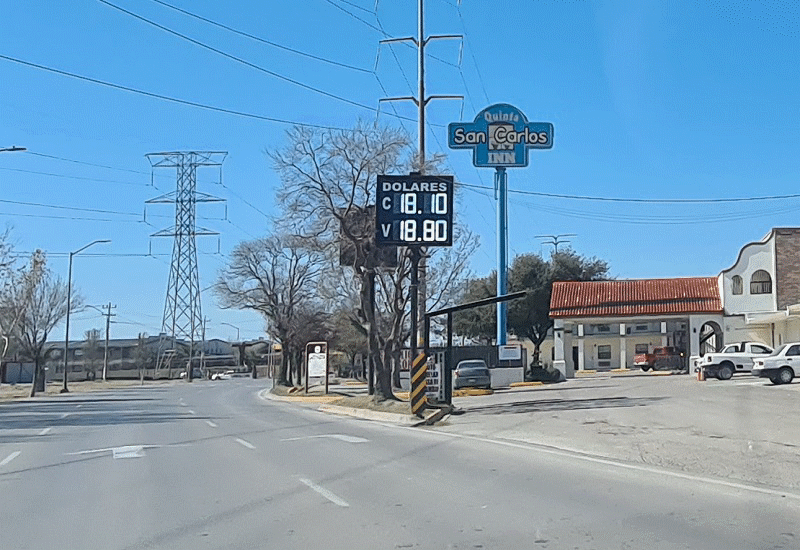 Quinta
San Carlos
INN
DOLARES
C 18.10
V 18.80